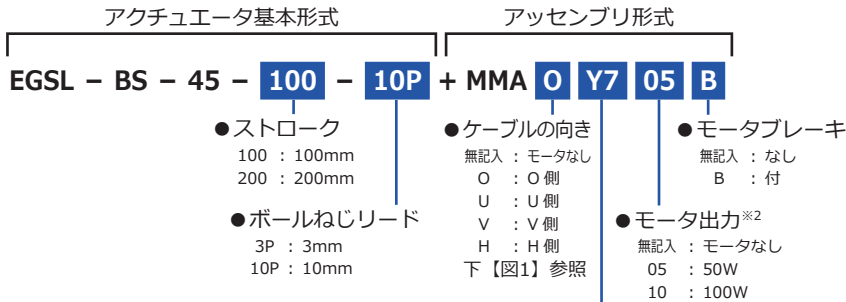 アクチュエータ基本形式 アッセンブリ形式
EGSL – BS – 45 – 100 – 10P + MMA O Y7 05 B
●ストローク
100 : 100mm
200 : 200mm
●ボールねじリード
3P : 3mm
10P : 10mm
●ケーブルの向き
無記入 : モータなし
O : O側
U : U側
V : V側
H : H側
下【図1】参照
●モータブレーキ
無記入 : なし
B : 付
●モータ出力※2
無記入 : モータなし
05 : 50W
10 : 100W